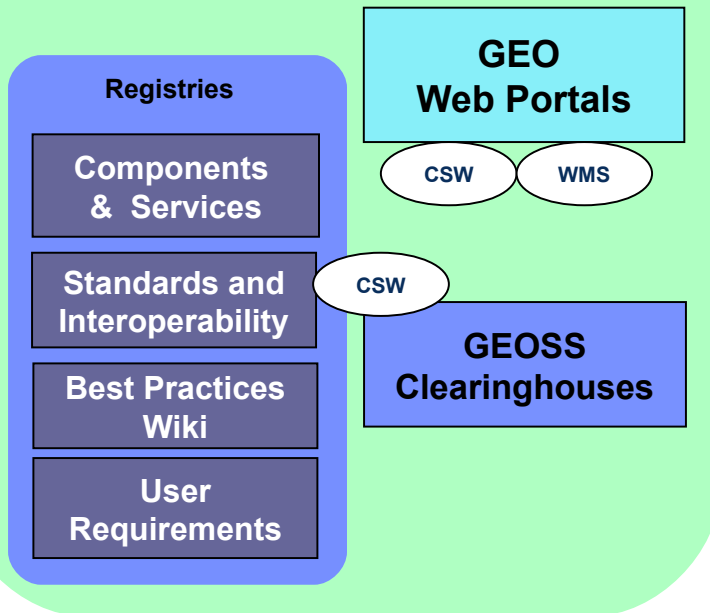 Registries
Components
& Services
Standards and
Interoperability
Best Practices
Wiki
User
Requirements
GEO
Web Portals
CSW
WMS
CSW
GEOSS
Clearinghouses